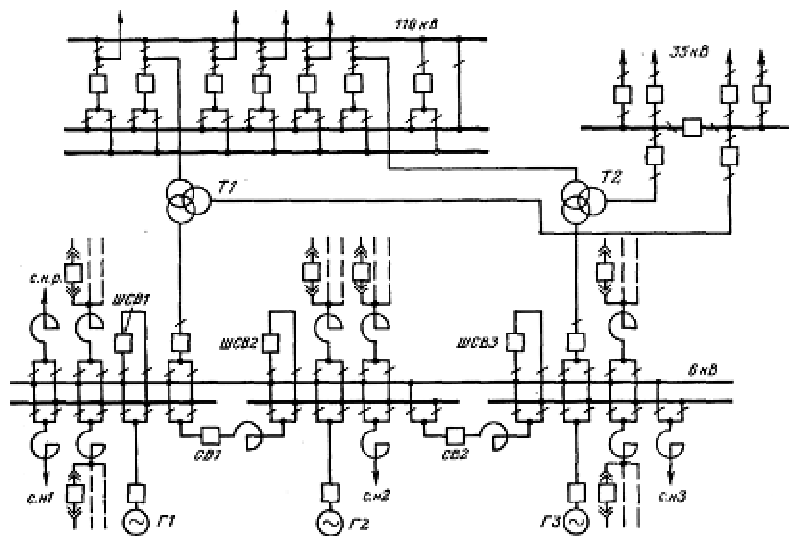 110 кВ
35 кВ
Т1
Т2
с.н.р.
ШСВ1
ШСВ2
ШСВ3
6 кВ
СВ1
СВ2
с.н1
с.н2
с.н3
Г1
Г2
Г3